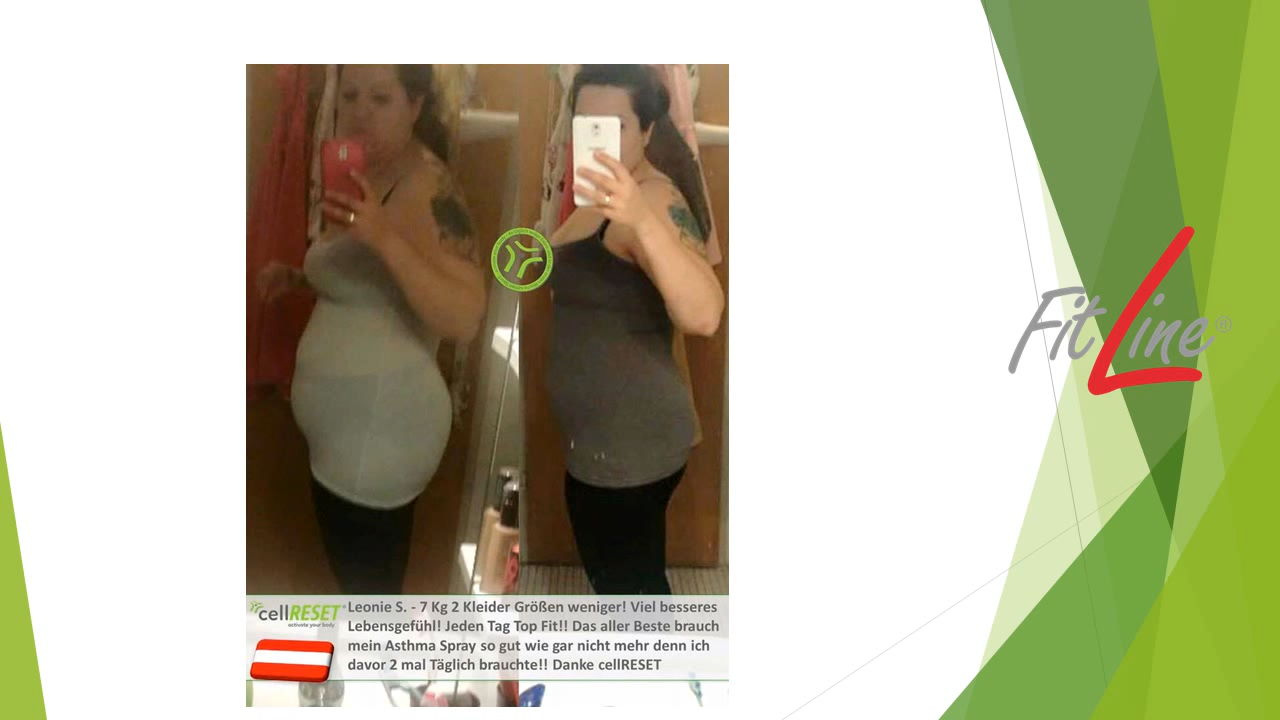 cellRESET®
activate your body
Leonie S. - 7 Kg 2 Kleider Größen weniger! Viel besseres
Lebensgefühl! Jeden Tag Top Fit!! Das aller Beste brauch
mein Asthma Spray so gut wie gar nicht mehr denn ich
davor 2 mal Täglich brauchte!! Danke cellRESET
FitLine®